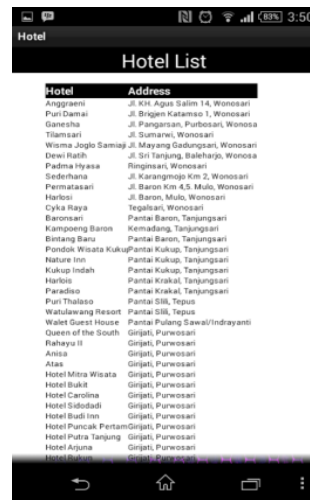 83% 3:50
Hotel
Hotel List
Hotel Address
Anggraeni Jl. KH. Agus Salim 14, Wonosari
Puri Damai Jl. Brigjen Katamso 1, Wonosari
Ganesha Jl. Pangarsan, Purbosari, Wonosa
Tilamsari Jl. Sumarwi, Wonosari
Wisma Joglo Samiaji Jl. Mayang Gadungsari, Wonosari
Dewi Ratih Jl. Sri Tanjung, Baleharjo, Wonosa
Padma Hyasa Ringinsari, Wonosari
Sederhana Jl. Karangmojo Km 2, Wonosari
Permatasari Jl. Baron Km 4,5. Mulo, Wonosari
Harlosi Jl. Baron, Mulo, Wonosari
Cyka Raya Tegalsari, Wonosari
Baronsari Pantai Baron, Tanjungsari
Kampoeng Baron Kemadang, Tanjungsari
Bintang Baru Pantai Kukup, Tanjungsari
Pondok Wisata Kukup Pantai Kukup, Tanjungsari
Nature Inn Pantai Kukup, Tanjungsari
Kukup Indah Pantai Kukup, Tanjungsari
Harlois Pantai Krakal, Tanjungsari
Paradiso Pantai Krakal, Tanjungsari
Puri Thalaso Pantai Slili, Tepus
Watulawang Resort Pantai Slili, Tepus
Walet Guest House Pantai Pulang Sawal/Indrayanti
Queen of the South Girijati, Purwosari
Rahayu II Girijati, Purwosari
Anisa Girijati, Purwosari
Atas Girijati, Purwosari
Hotel Mitra Wisata Girijati, Purwosari
Hotel Bukit Girijati, Purwosari
Hotel Carolina Girijati, Purwosari
Hotel Sidodadi Girijati, Purwosari
Hotel Budi Inn Girijati, Purwosari
Hotel Puncak Pertam Girijati, Purwosari
Hotel Putra Tanjung Girijati, Purwosari
Hotel Arjuna Girijati, Purwosari
Hotel Rukun Girijati, Purwosari